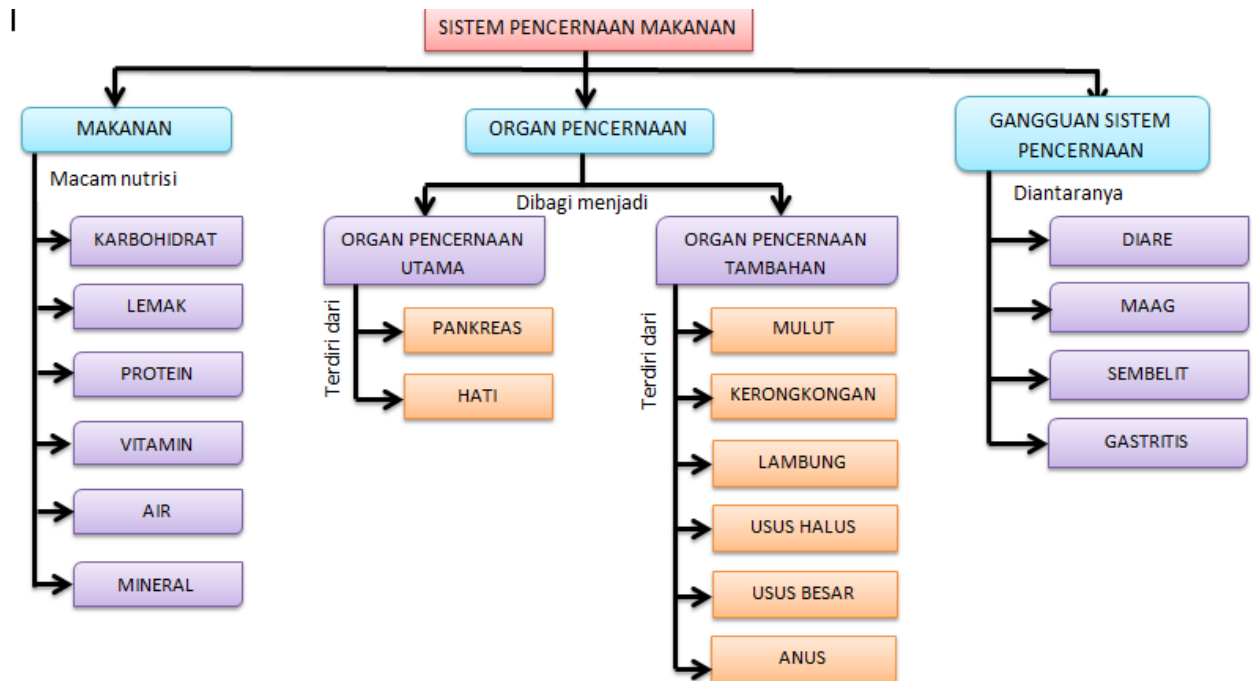 I
SISTEM PENCERNAAN MAKANAN
MAKANAN
Macam nutrisi
KARBOHIDRAT
LEMAK
PROTEIN
VITAMIN
AIR
MINERAL
ORGAN PENCERNAAN
Dibagi menjadi
ORGAN PENCERNAAN
UTAMA
Terdiri dari
PANKREAS
HATI
ORGAN PENCERNAAN
TAMBAHAN
Terdiri dari
MULUT
KERONGKONGAN
LAMBUNG
USUS HALUS
USUS BESAR
ANUS
GANGGUAN SISTEM
PENCERNAAN
Diantaranya
DIARE
MAAG
SEMBELIT
GASTRITIS